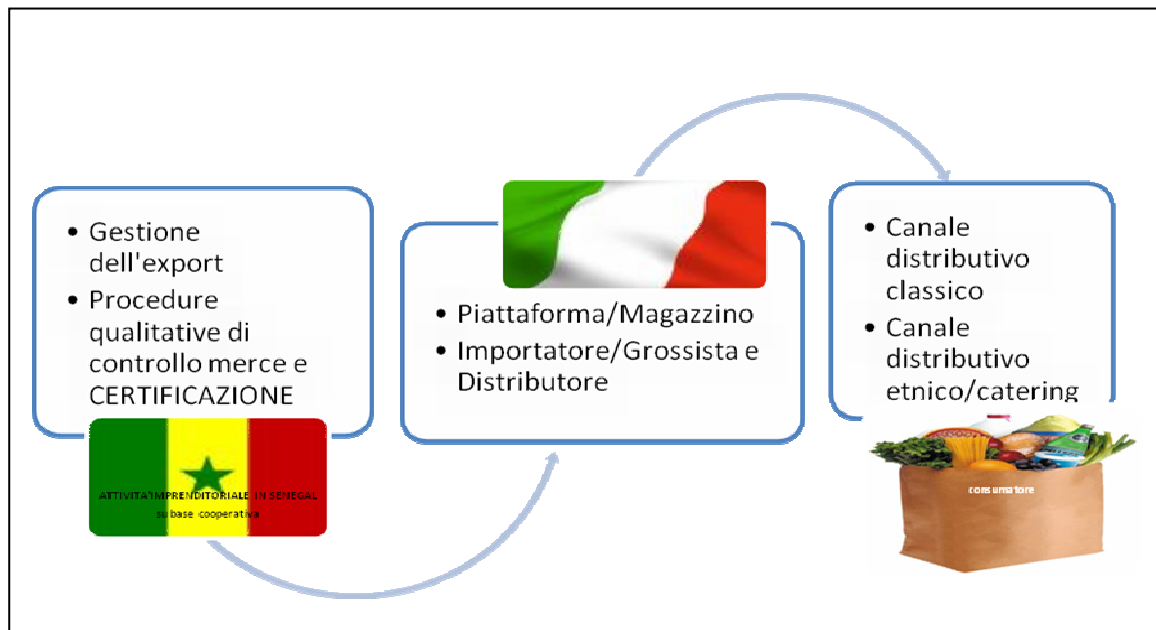 • Gestione
dell'export
• Procedure
qualitative di
controllo merce e
CERTIFICAZIONE
ATTIVITA'IMPRENDITORIALE IN SENEGAL
su base cooperativa
• Piattaforma/Magazzino
• Importatore/Grossista e
Distributore
• Canale
distributivo
classico
• Canale
distributivo
etnico/catering
consumatore